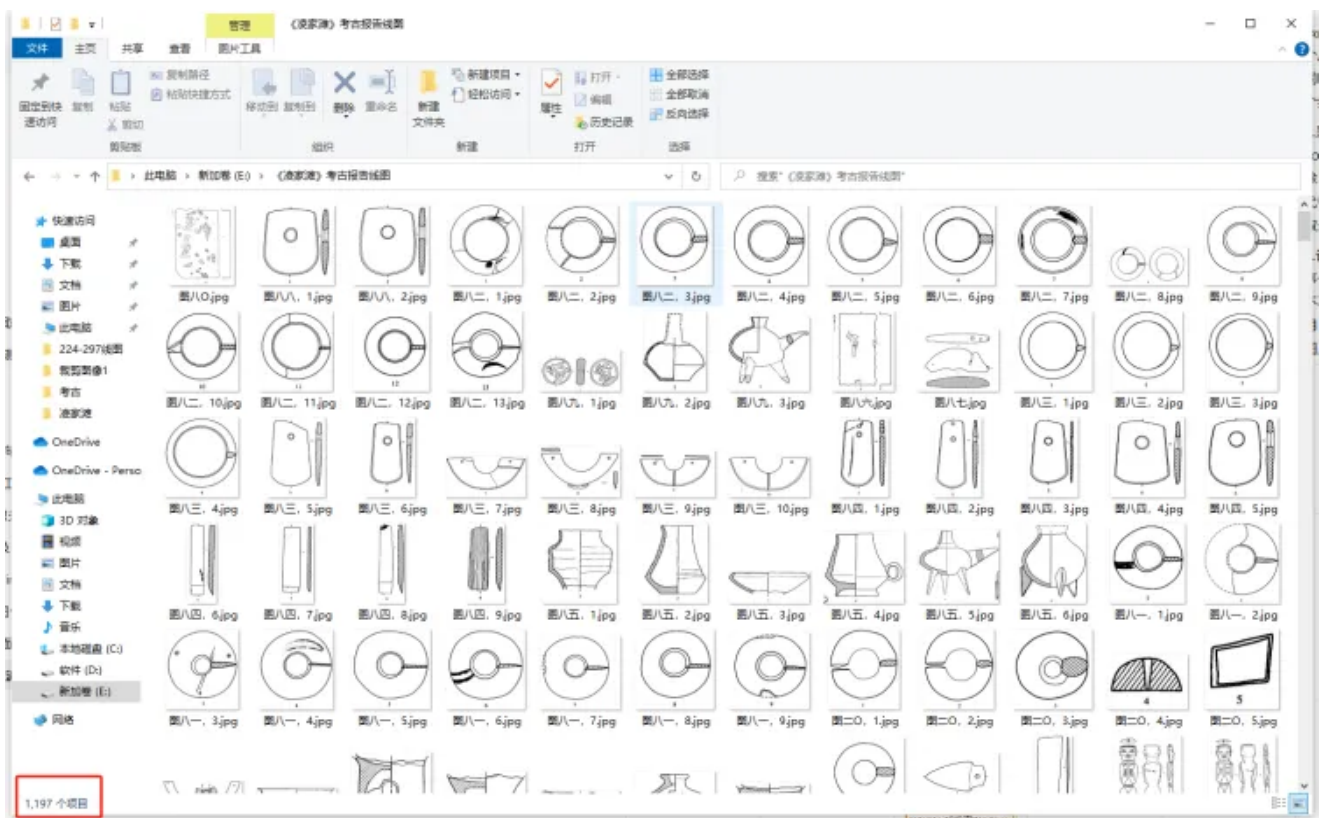 管理 《凌家滩》考古报告线图
文件 主页 共享 查看 图片工具
固定到快速访问 复制 粘贴 复制路径 粘贴快捷方式 剪切
移动到 复制到 删除 重命名 新建文件夹 新建项目 轻松访问
属性 打开 编辑 历史记录 全部选择 全部取消 反向选择
剪贴板 组织 新建 打开 选择
此电脑 › 新加卷 (E:) › 《凌家滩》考古报告线图
搜索"《凌家滩》考古报告线图"
快速访问
桌面
下载
文档
图片
此电脑
224-297线图
裁剪图像1
考古
凌家滩
OneDrive
OneDrive - Perso
此电脑
3D 对象
视频
图片
文档
下载
音乐
本地磁盘 (C:)
软件 (D:)
新加卷 (E:)
网络
图八O.jpg 图八八，1.jpg 图八八，2.jpg 图八二，1.jpg 图八二，2.jpg 图八二，3.jpg 图八二，4.jpg 图八二，5.jpg 图八二，6.jpg 图八二，7.jpg 图八二，8.jpg 图八二，9.jpg
图八二，10.jpg 图八二，11.jpg 图八二，12.jpg 图八二，13.jpg 图八九，1.jpg 图八九，2.jpg 图八九，3.jpg 图八六.jpg 图八七.jpg 图八三，1.jpg 图八三，2.jpg 图八三，3.jpg
图八三，4.jpg 图八三，5.jpg 图八三，6.jpg 图八三，7.jpg 图八三，8.jpg 图八三，9.jpg 图八三，10.jpg 图八四，1.jpg 图八四，2.jpg 图八四，3.jpg 图八四，4.jpg 图八四，5.jpg
图八四，6.jpg 图八四，7.jpg 图八四，8.jpg 图八四，9.jpg 图八五，1.jpg 图八五，2.jpg 图八五，3.jpg 图八五，4.jpg 图八五，5.jpg 图八五，6.jpg 图八一，1.jpg 图八一，2.jpg
图八一，3.jpg 图八一，4.jpg 图八一，5.jpg 图八一，6.jpg 图八一，7.jpg 图八一，8.jpg 图八一，9.jpg 图二O，1.jpg 图二O，2.jpg 图二O，3.jpg 图二O，4.jpg 图二O，5.jpg
1,197 个项目